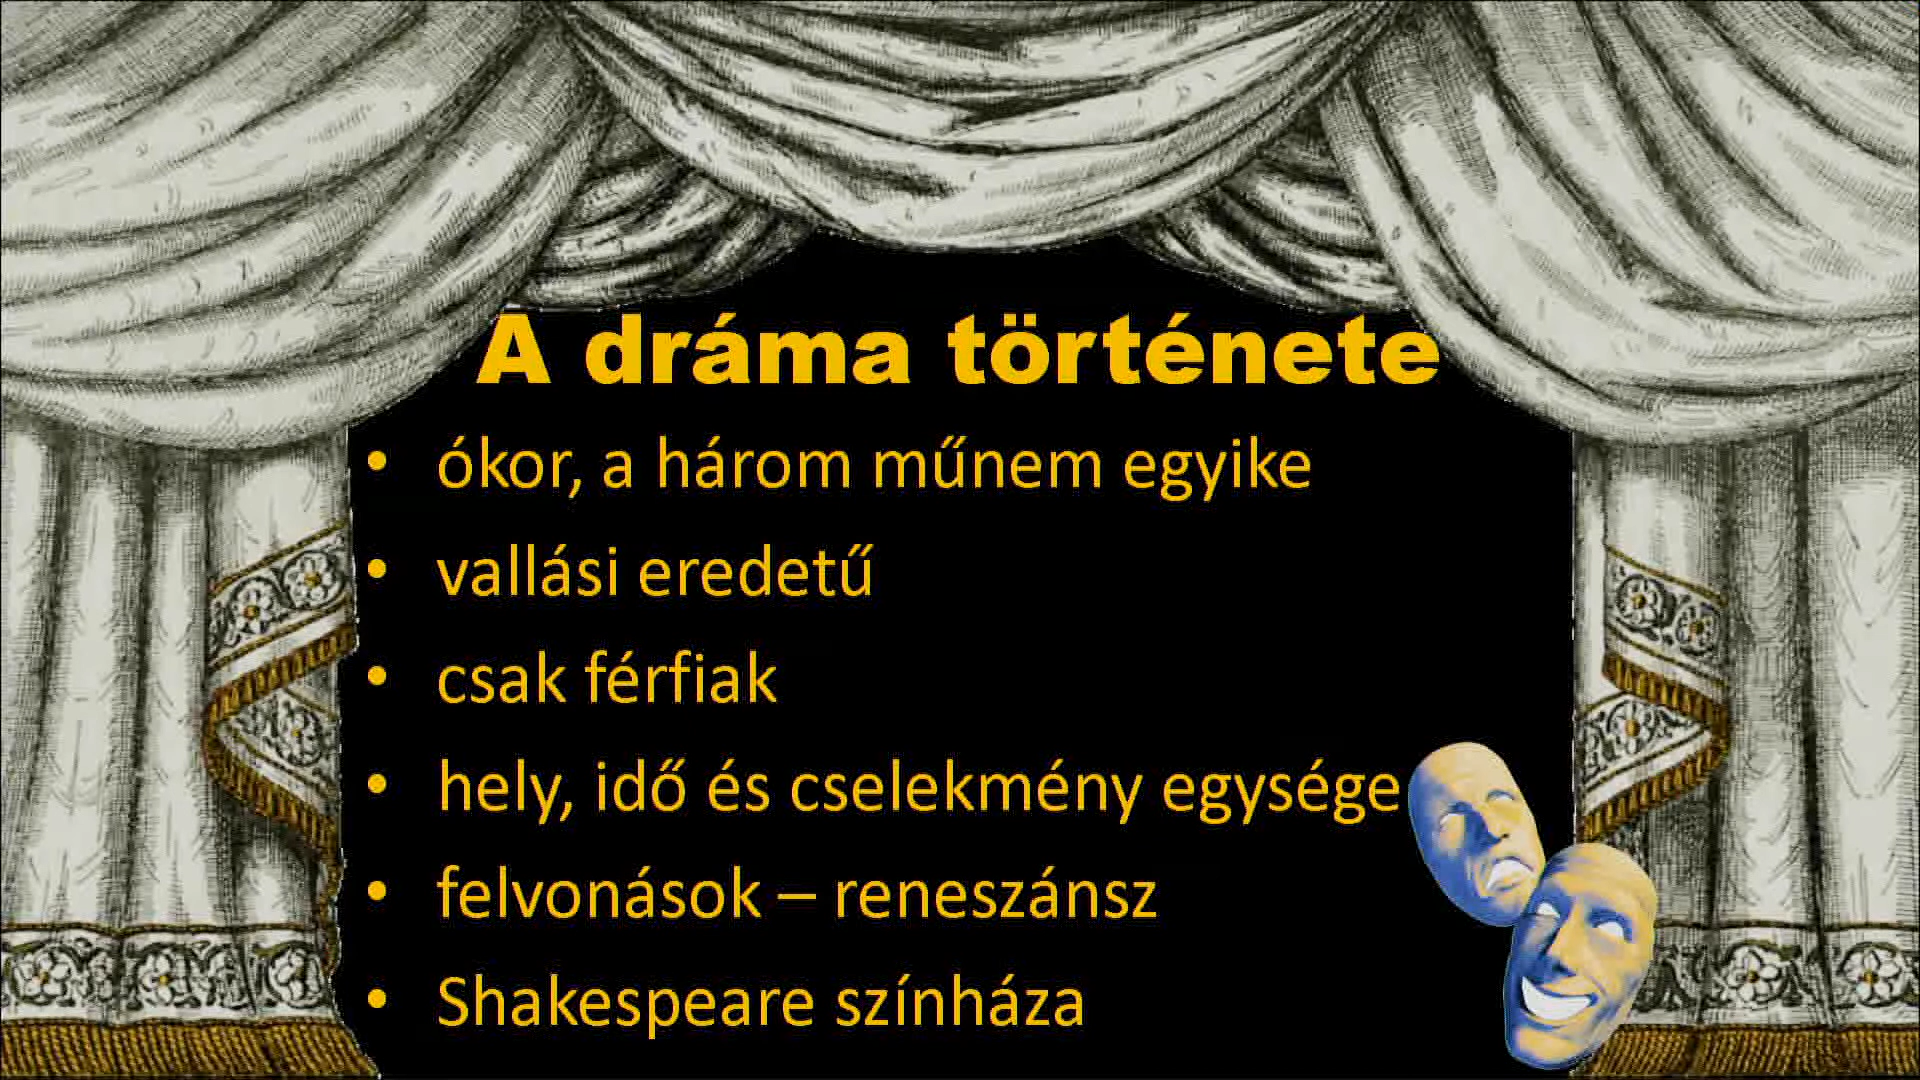 A dráma története
• ókor, a három műnem egyike
• vallási eredetű
• csak férfiak
• hely, idő és cselekmény egysége
• felvonások – reneszánsz
• Shakespeare színháza